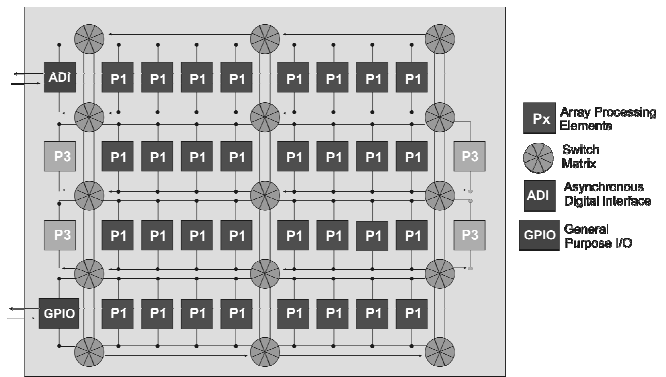 ADI P1 P1 P1 P1 P1 P1 P1 P1
P3 P1 P1 P1 P1 P1 P1 P1 P1 P3
P3 P1 P1 P1 P1 P1 P1 P1 P1 P3
GPIO P1 P1 P1 P1 P1 P1 P1 P1
Px Array Processing
Elements
Switch
Matrix
ADI Asynchronous
Digital Interface
GPIO General
Purpose I/O